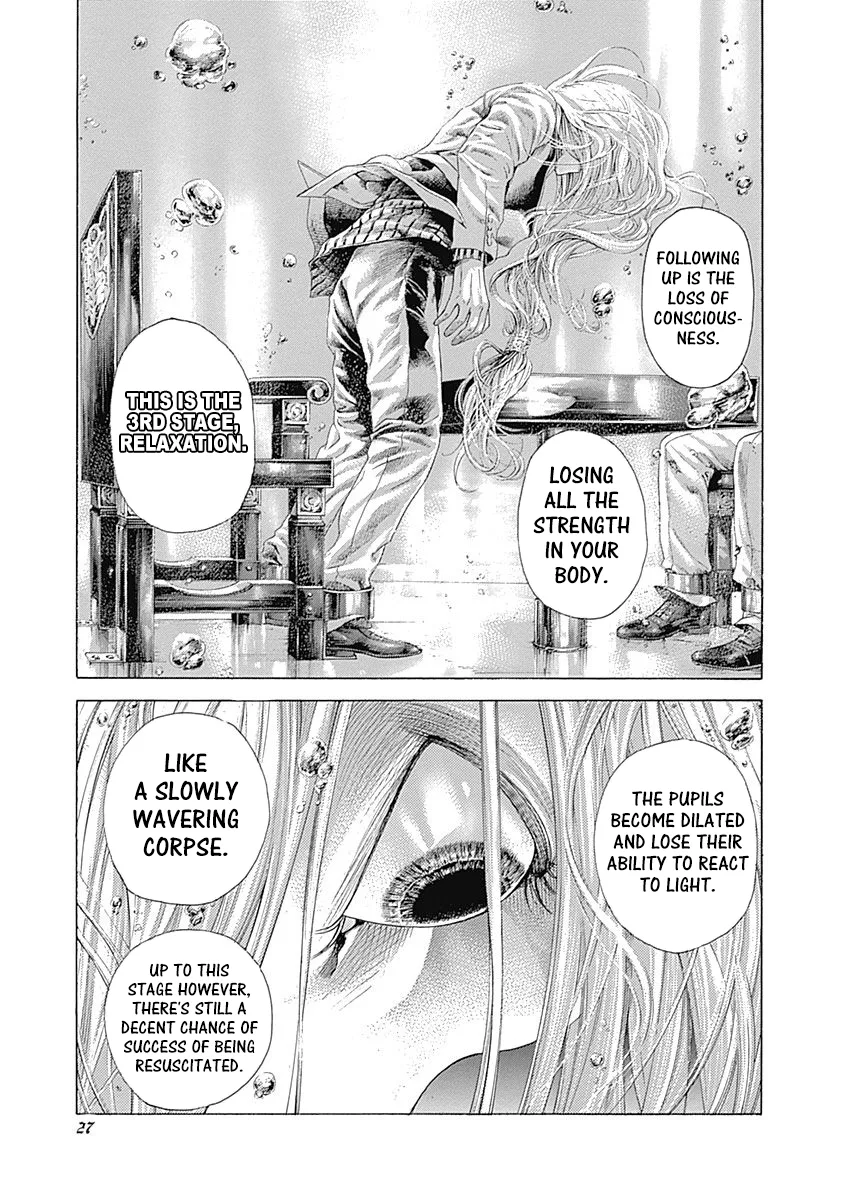 FOLLOWING
UP IS THE
LOSS OF
CONSCIOUS-
NESS.
THIS IS THE
3RD STAGE,
RELAXATION.
LOSING
ALL THE
STRENGTH
IN YOUR
BODY.
THE PUPILS
BECOME DILATED
AND LOSE THEIR
ABILITY TO REACT
TO LIGHT.
LIKE
A SLOWLY
WAVERING
CORPSE.
UP TO THIS
STAGE HOWEVER,
THERE'S STILL A
DECENT CHANCE OF
SUCCESS OF BEING
RESUSCITATED.
27